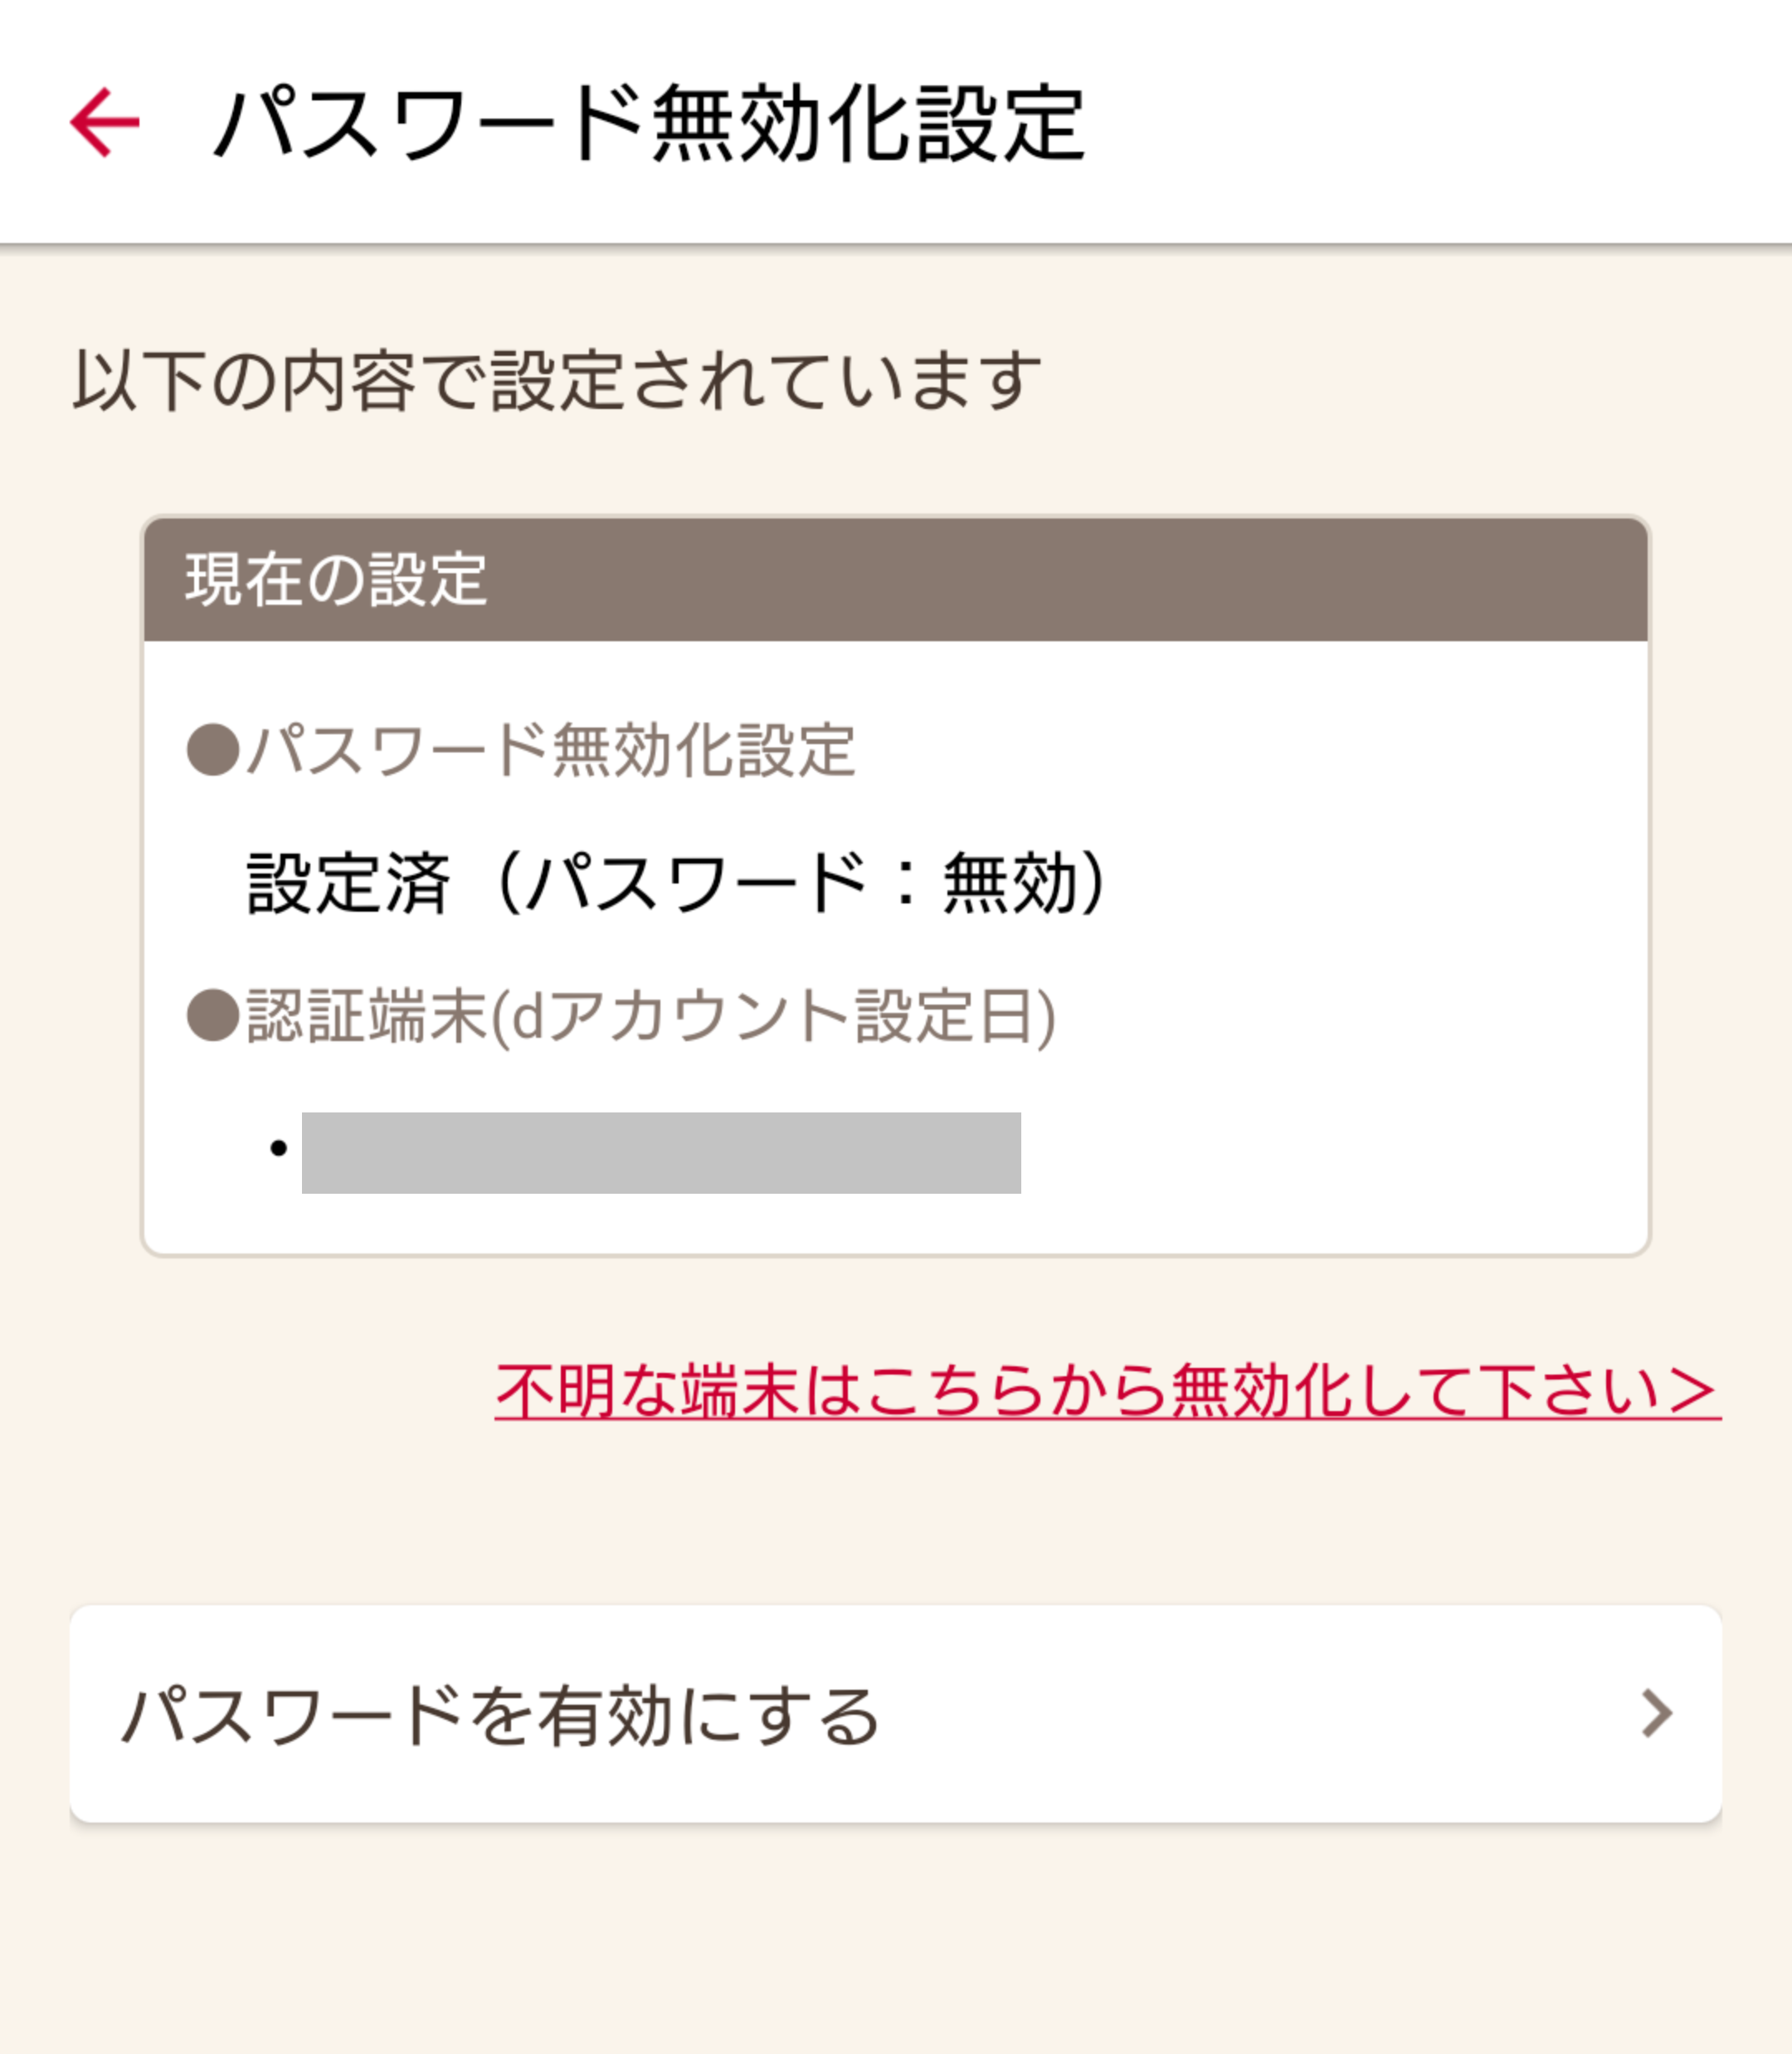 パスワード無効化設定
以下の内容で設定されています
現在の設定
●パスワード無効化設定
設定済（パスワード：無効）
●認証端末(dアカウント設定日)
・
不明な端末はこちらから無効化して下さい＞
パスワードを有効にする